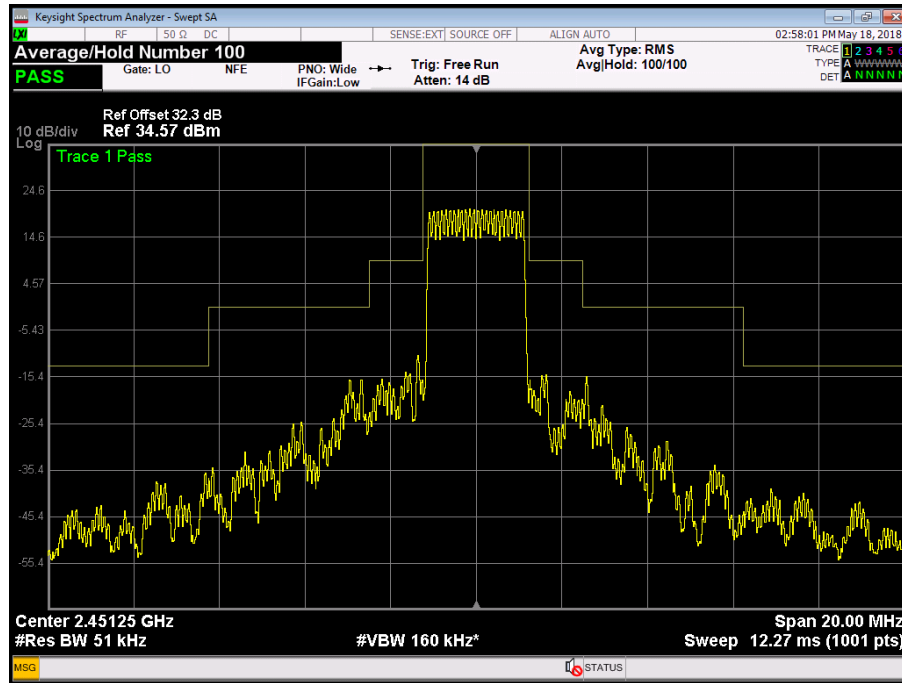 Keysight Spectrum Analyzer - Swept SA
LXI RF 50 Ω DC SENSE:EXT SOURCE OFF ALIGN AUTO 02:58:01 PM May 18, 2018
Average/Hold Number 100 Avg Type: RMS TRACE 1 2 3 4 5 6
PASS Gate: LO NFE PNO: Wide Trig: Free Run Avg|Hold: 100/100 TYPE A WWWWW
IFGain:Low Atten: 14 dB DET A N N N N N
Ref Offset 32.3 dB
10 dB/div Ref 34.57 dBm
Log
Trace 1 Pass
24.6
14.6
4.57
-5.43
-15.4
-25.4
-35.4
-45.4
-55.4
Center 2.45125 GHz Span 20.00 MHz
#Res BW 51 kHz #VBW 160 kHz* Sweep 12.27 ms (1001 pts)
MSG STATUS